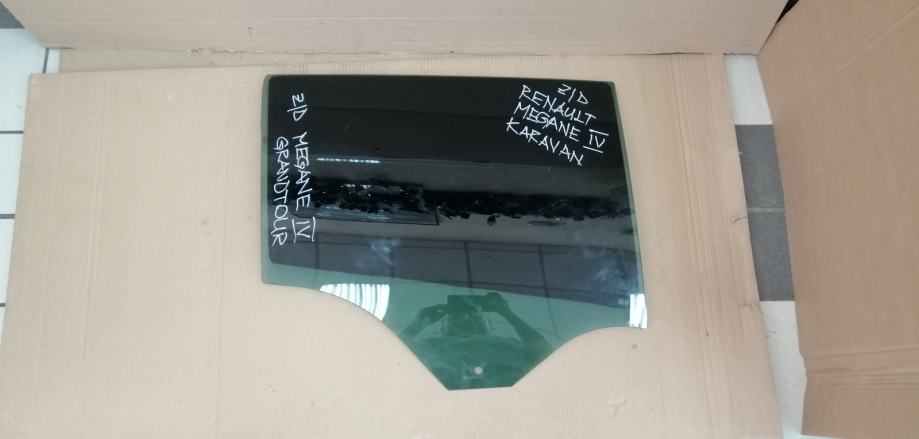 Z/D
RENAULT
MEGANE IV
KARAVAN
Z/D MEGANE IV
GRANDTOUR